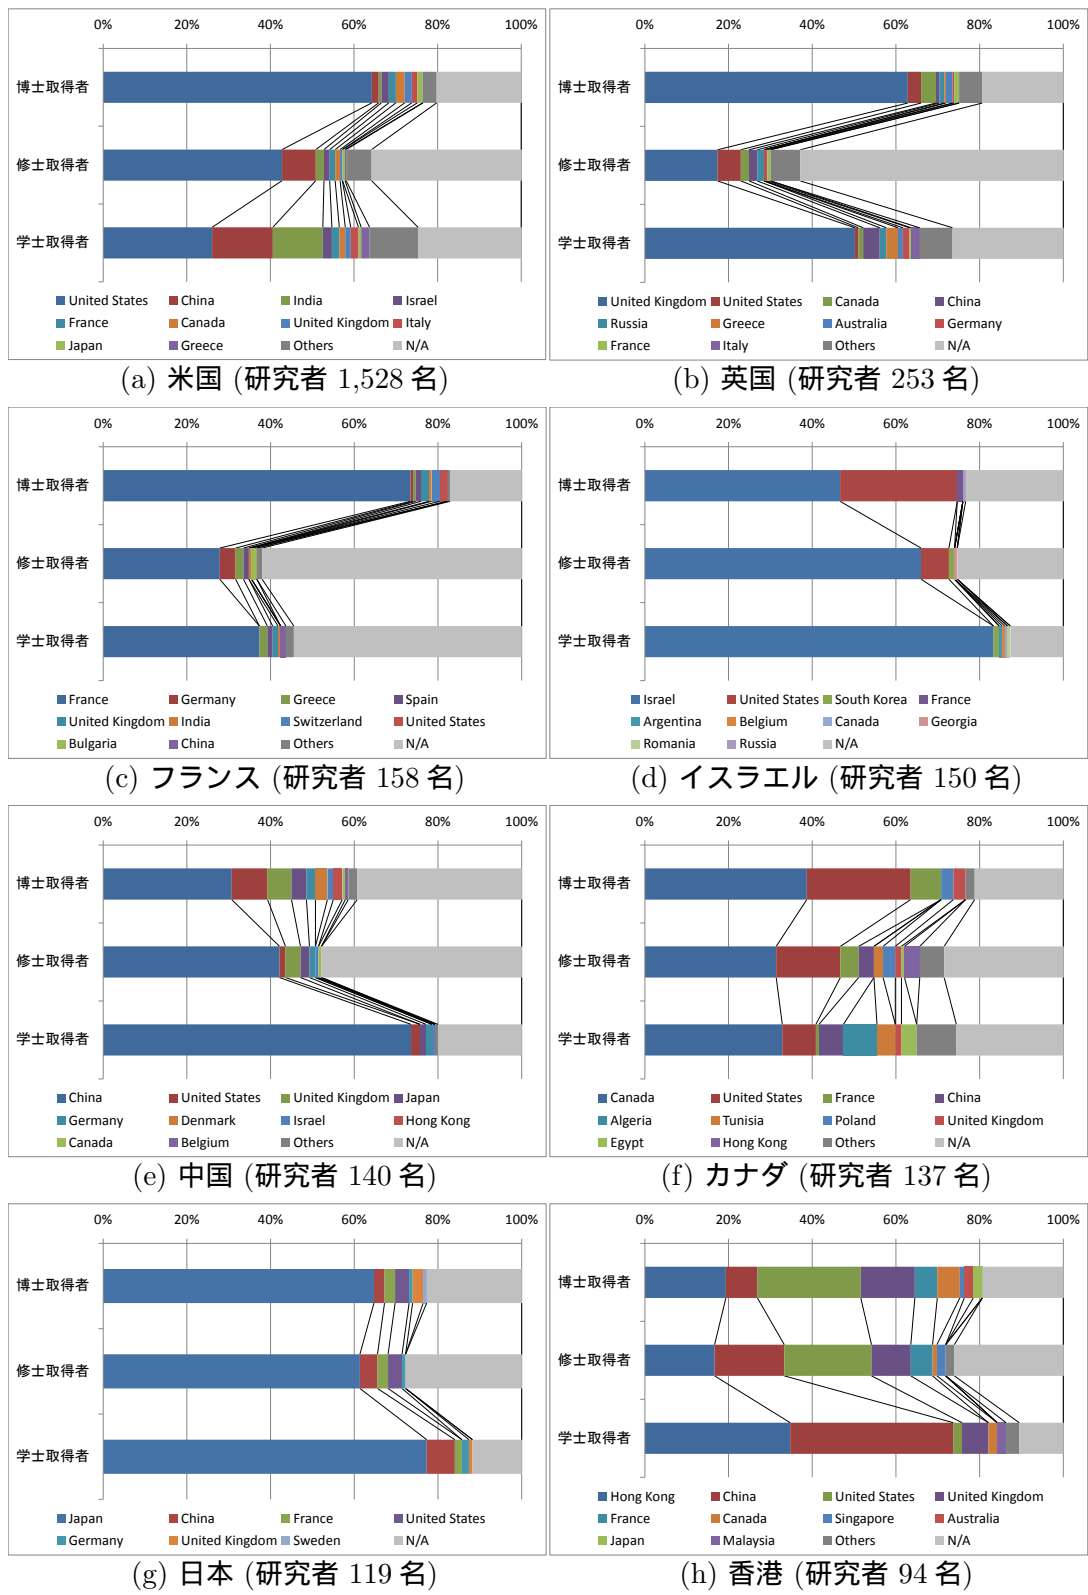 0% 20% 40% 60% 80% 100%
博士取得者
修士取得者
学士取得者
United States China India Israel
France Canada United Kingdom Italy
Japan Greece Others N/A
(a) 米国 (研究者 1,528 名)
0% 20% 40% 60% 80% 100%
博士取得者
修士取得者
学士取得者
United Kingdom United States Canada China
Russia Greece Australia Germany
France Italy Others N/A
(b) 英国 (研究者 253 名)
0% 20% 40% 60% 80% 100%
博士取得者
修士取得者
学士取得者
France Germany Greece Spain
United Kingdom India Switzerland United States
Bulgaria China Others N/A
(c) フランス (研究者 158 名)
0% 20% 40% 60% 80% 100%
博士取得者
修士取得者
学士取得者
Israel United States South Korea France
Argentina Belgium Canada Georgia
Romania Russia N/A
(d) イスラエル (研究者 150 名)
0% 20% 40% 60% 80% 100%
博士取得者
修士取得者
学士取得者
China United States United Kingdom Japan
Germany Denmark Israel Hong Kong
Canada Belgium Others N/A
(e) 中国 (研究者 140 名)
0% 20% 40% 60% 80% 100%
博士取得者
修士取得者
学士取得者
Canada United States France China
Algeria Tunisia Poland United Kingdom
Egypt Hong Kong Others N/A
(f) カナダ (研究者 137 名)
0% 20% 40% 60% 80% 100%
博士取得者
修士取得者
学士取得者
Japan China France United States
Germany United Kingdom Sweden N/A
(g) 日本 (研究者 119 名)
0% 20% 40% 60% 80% 100%
博士取得者
修士取得者
学士取得者
Hong Kong China United States United Kingdom
France Canada Singapore Australia
Japan Malaysia Others N/A
(h) 香港 (研究者 94 名)